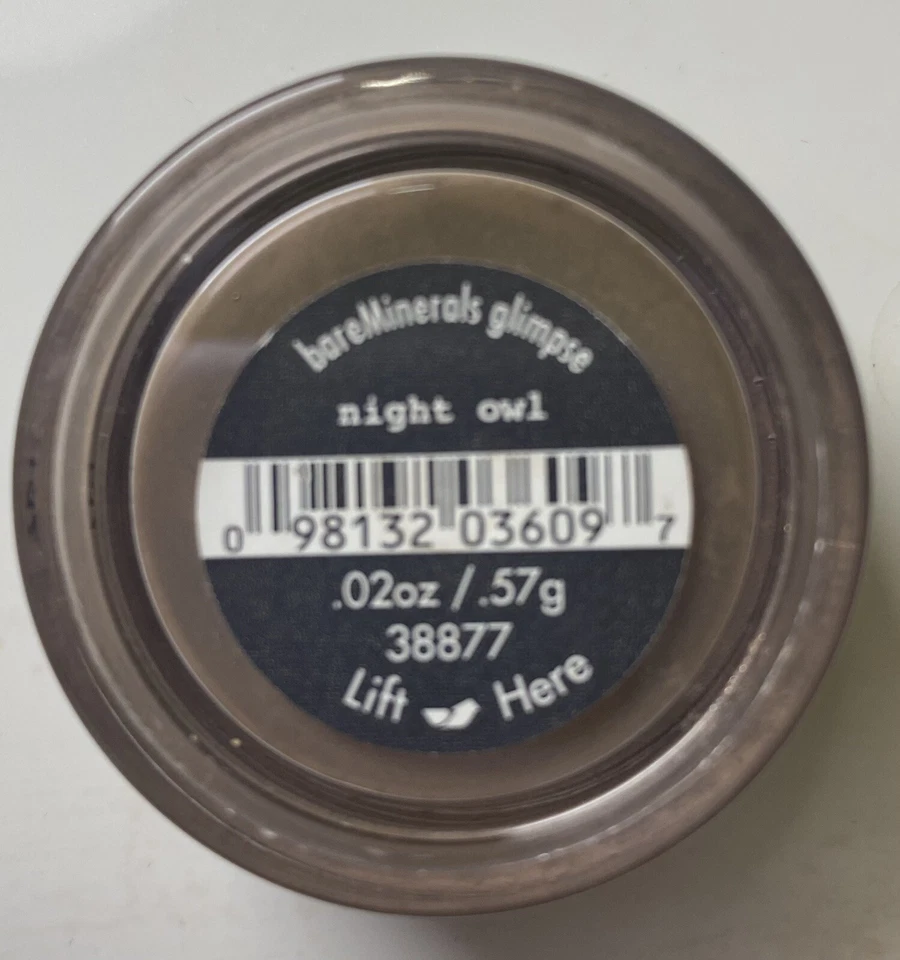 bareMinerals glimpse
night owl
0 98132 03609 7
.02oz / .57g
38877
Lift Here